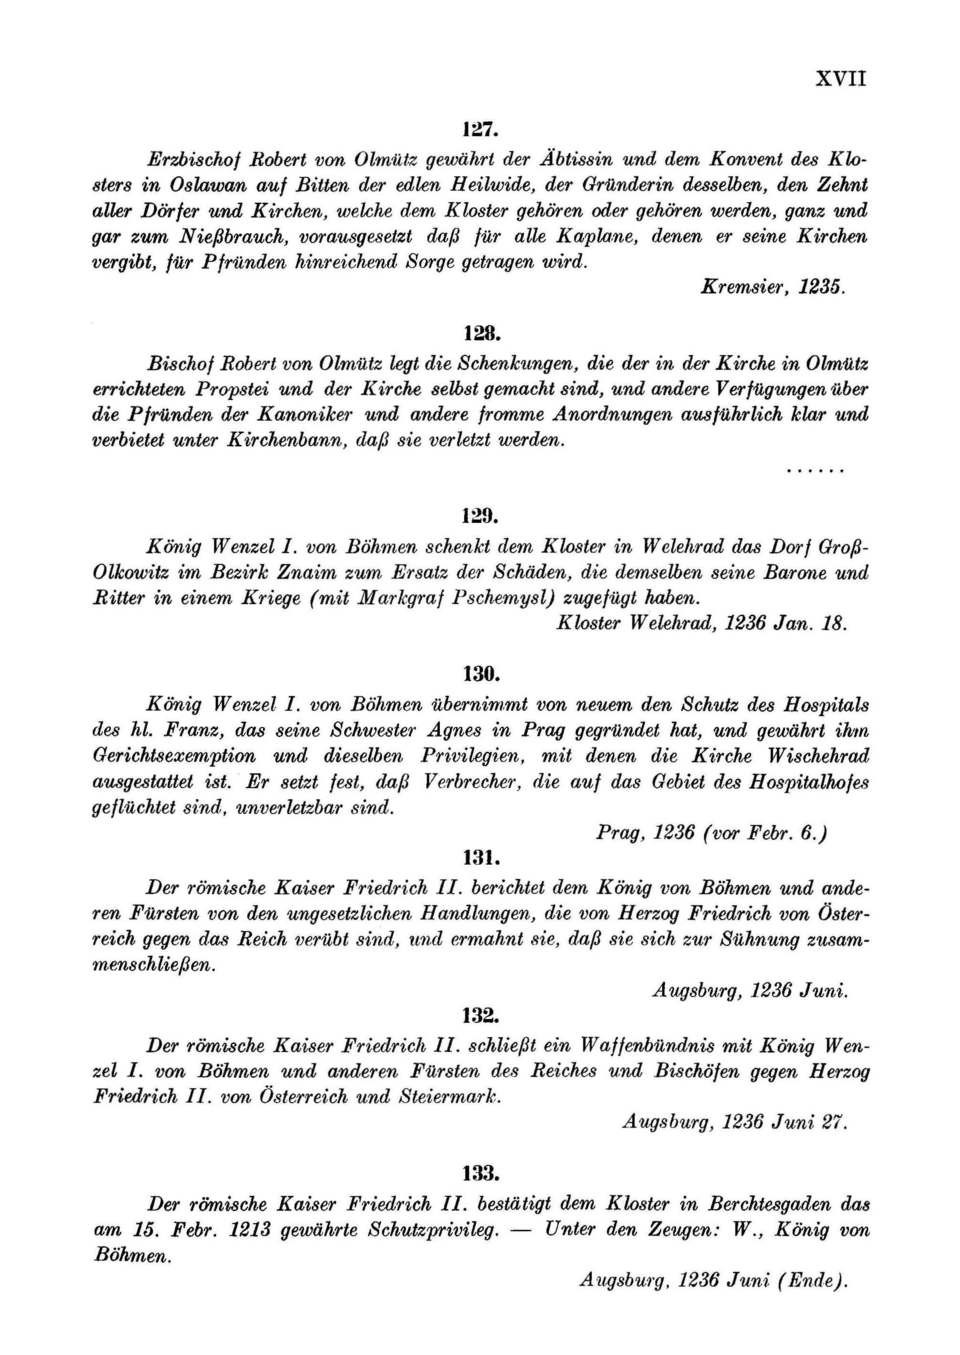 XVII
127.
Erzbischof Robert von Olmütz gewährt der Äbtissin und dem Konvent des Klo-
sters in Oslawan auf Bitten der edlen Heilwide, der Gründerin desselben, den Zehnt
aller Dörfer und Kirchen, welche dem Kloster gehören oder gehören werden, ganz und
gar zum Nießbrauch, vorausgesetzt daß für alle Kaplane, denen er seine Kirchen
vergibt, für Pfründen hinreichend Sorge getragen wird.
Kremsier, 1235.
128.
Bischof Robert von Olmütz legt die Schenkungen, die der in der Kirche in Olmütz
errichteten Propstei und der Kirche selbst gemacht sind, und andere Verfügungen über
die Pfründen der Kanoniker und andere fromme Anordnungen ausführlich klar und
verbietet unter Kirchenbann, daß sie verletzt werden.
......
129.
König Wenzel I. von Böhmen schenkt dem Kloster in Welehrad das Dorf Groß-
Olkowitz im Bezirk Znaim zum Ersatz der Schäden, die demselben seine Barone und
Ritter in einem Kriege (mit Markgraf Pschemysl) zugefügt haben.
Kloster Welehrad, 1236 Jan. 18.
130.
König Wenzel I. von Böhmen übernimmt von neuem den Schutz des Hospitals
des hl. Franz, das seine Schwester Agnes in Prag gegründet hat, und gewährt ihm
Gerichtsexemption und dieselben Privilegien, mit denen die Kirche Wischehrad
ausgestattet ist. Er setzt fest, daß Verbrecher, die auf das Gebiet des Hospitalhofes
geflüchtet sind, unverletzbar sind.
Prag, 1236 (vor Febr. 6.)
131.
Der römische Kaiser Friedrich II. berichtet dem König von Böhmen und ande-
ren Fürsten von den ungesetzlichen Handlungen, die von Herzog Friedrich von Öster-
reich gegen das Reich verübt sind, und ermahnt sie, daß sie sich zur Sühnung zusam-
menschließen.
Augsburg, 1236 Juni.
132.
Der römische Kaiser Friedrich II. schließt ein Waffenbündnis mit König Wen-
zel I. von Böhmen und anderen Fürsten des Reiches und Bischöfen gegen Herzog
Friedrich II. von Österreich und Steiermark.
Augsburg, 1236 Juni 27.
133.
Der römische Kaiser Friedrich II. bestätigt dem Kloster in Berchtesgaden das
am 15. Febr. 1213 gewährte Schutzprivileg. — Unter den Zeugen: W., König von
Böhmen.
Augsburg, 1236 Juni (Ende).